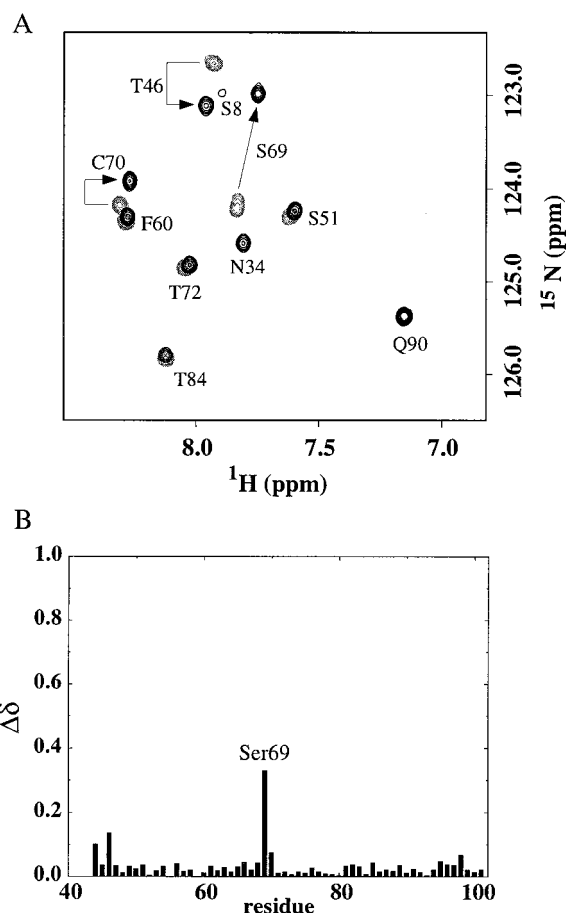 A
T46
S8
123.0
C70
S69
124.0
F60
S51
N34
T72
125.0
Q90
T84
126.0
15 N (ppm)
8.0 7.5 7.0
1H (ppm)
B
1.0
0.8
0.6
Δδ
0.4
Ser69
0.2
0.0
40 60 80 100
residue